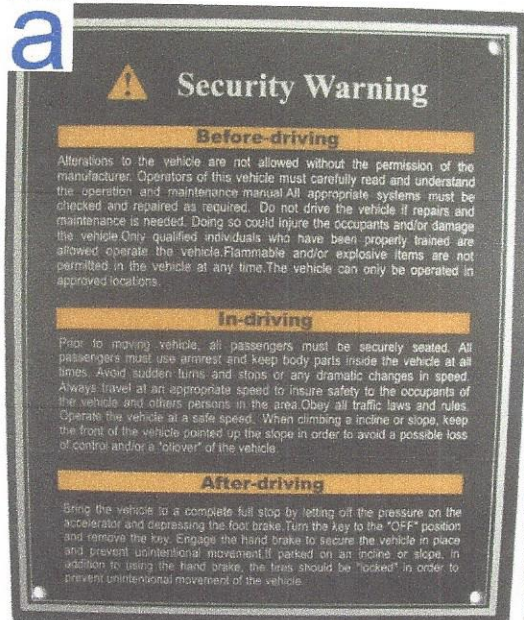 a
Security Warning
Before-driving
Alterations to the vehicle are not allowed without the permission of the
manufacturer. Operators of this vehicle must carefully read and understand
the operation and maintenance manual.All appropriate systems must be
checked and repaired as required. Do not drive the vehicle if repairs and
maintenance is needed. Doing so could injure the occupants and/or damage
the vehicle.Only qualified individuals who have been properly trained are
allowed operate the vehicle.Flammable and/or explosive items are not
permitted in the vehicle at any time.The vehicle can only be operated in
approved locations.
In-driving
Prior to moving vehicle, all passengers must be securely seated. All
passengers must use armrest and keep body parts inside the vehicle at all
times. Avoid sudden turns and stops or any dramatic changes in speed.
Always travel at an appropriate speed to insure safety to the occupants of
the vehicle and others persons in the area.Obey all traffic laws and rules.
Operate the vehicle at a safe speed. When climbing a incline or slope, keep
the front of the vehicle pointed up the slope in order to avoid a possible loss
of control and/or a "ollover" of the vehicle.
After-driving
Bring the vehicle to a complete full stop by letting off the pressure on the
accelerator and depressing the foot brake.Turn the key to the "OFF" position
and remove the key. Engage the hand brake to secure the vehicle in place
and prevent unintentional movement.If parked on an incline or slope, in
addition to using the hand brake, the tires should be "locked" in order to
prevent unintentional movement of the vehicle.